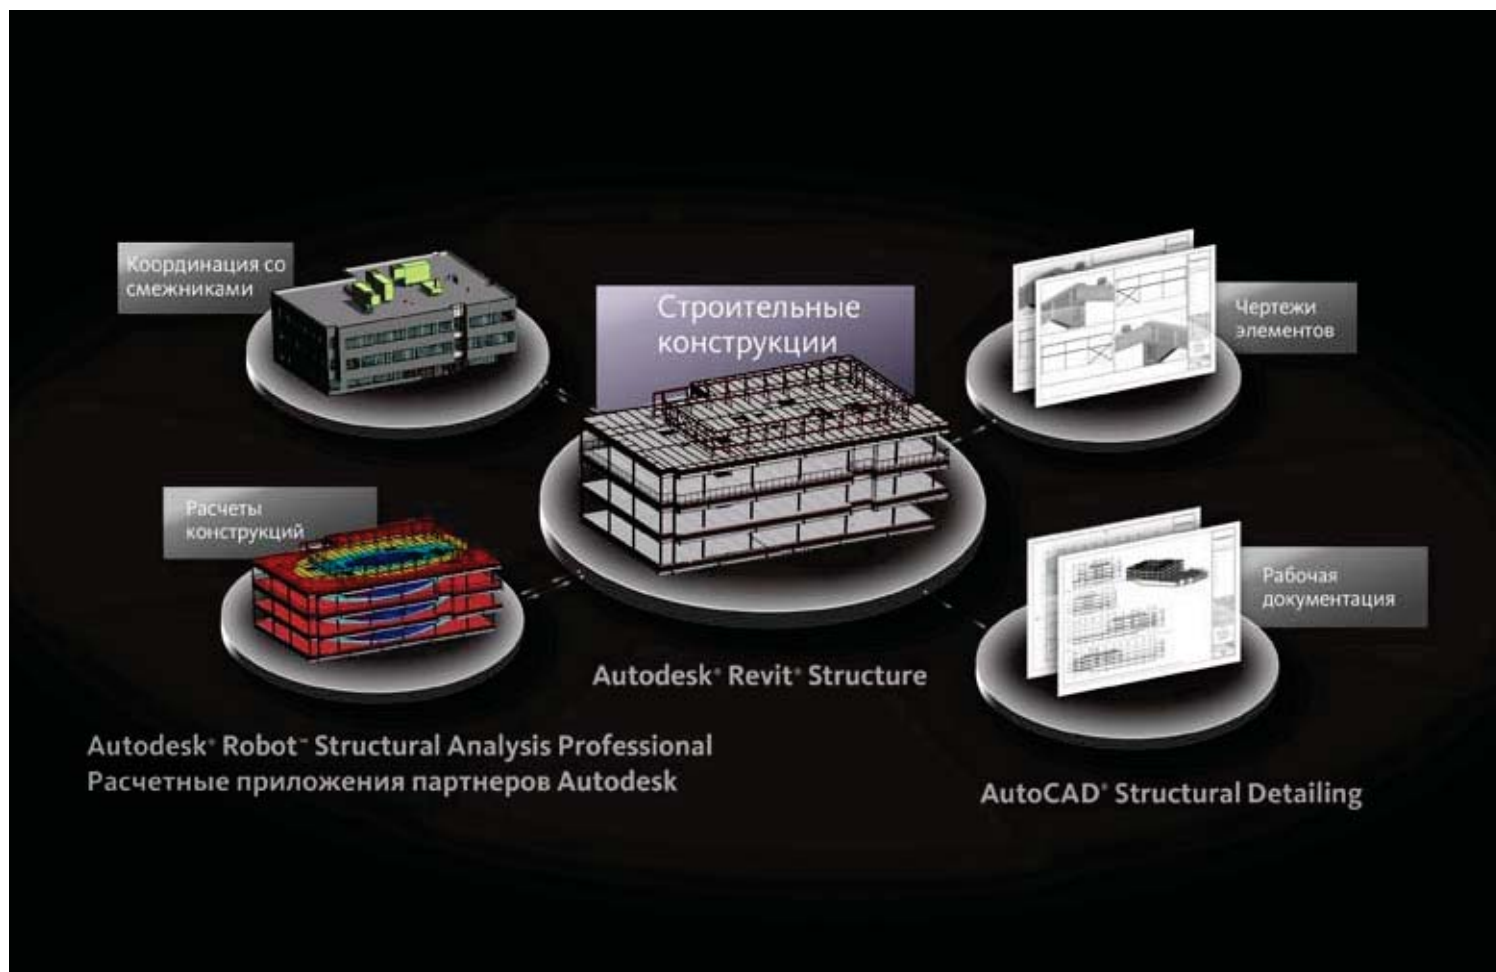 Координация со
смежниками
Строительные
конструкции
Чертежи
элементов
Расчеты
конструкций
Рабочая
документация
Autodesk® Revit® Structure
Autodesk® Robot™ Structural Analysis Professional
Расчетные приложения партнеров Autodesk
AutoCAD® Structural Detailing